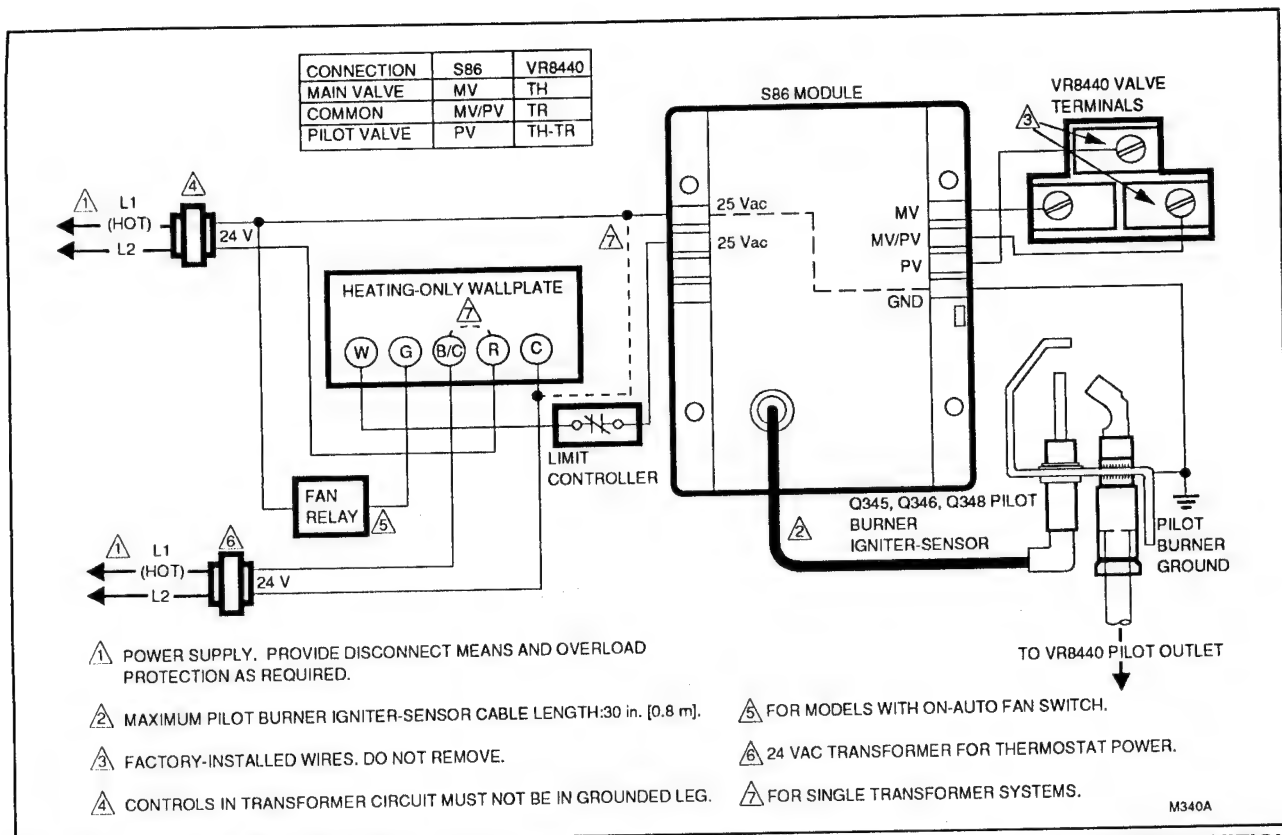 CONNECTION S86 VR8440
MAIN VALVE MV TH
COMMON MV/PV TR
PILOT VALVE PV TH-TR
S86 MODULE
VR8440 VALVE
TERMINALS
3
1 L1
(HOT)
L2
4
24 V
7
25 Vac
25 Vac
MV
MV/PV
PV
GND
HEATING-ONLY WALLPLATE
7
W G B/C R C
LIMIT
CONTROLLER
FAN
RELAY
5
1 L1
(HOT)
L2
6
24 V
2
Q345, Q346, Q348 PILOT
BURNER
IGNITER-SENSOR
PILOT
BURNER
GROUND
TO VR8440 PILOT OUTLET
1 POWER SUPPLY. PROVIDE DISCONNECT MEANS AND OVERLOAD
PROTECTION AS REQUIRED.
2 MAXIMUM PILOT BURNER IGNITER-SENSOR CABLE LENGTH:30 in. [0.8 m].
3 FACTORY-INSTALLED WIRES. DO NOT REMOVE.
4 CONTROLS IN TRANSFORMER CIRCUIT MUST NOT BE IN GROUNDED LEG.
5 FOR MODELS WITH ON-AUTO FAN SWITCH.
6 24 VAC TRANSFORMER FOR THERMOSTAT POWER.
7 FOR SINGLE TRANSFORMER SYSTEMS.
M340A